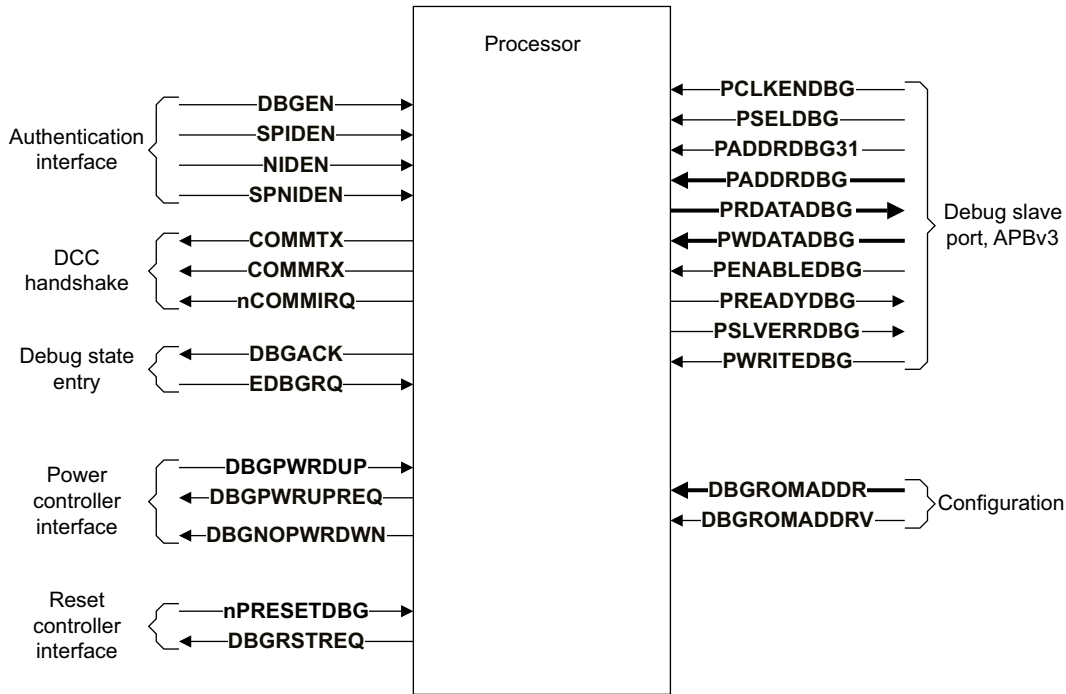 Processor
Authentication
interface
DBGEN
SPIDEN
NIDEN
SPNIDEN
DCC
handshake
COMMTX
COMMRX
nCOMMIRQ
Debug state
entry
DBGACK
EDBGRQ
Power
controller
interface
DBGPWRDUP
DBGPWRUPREQ
DBGNOPWRDWN
Reset
controller
interface
nPRESETDBG
DBGRSTREQ
PCLKENDBG
PSELDBG
PADDRDBG31
PADDRDBG
PRDATADBG
PWDATADBG
PENABLEDBG
PREADYDBG
PSLVERRDBG
PWRITEDBG
Debug slave
port, APBv3
DBGROMADDR
DBGROMADDRV
Configuration